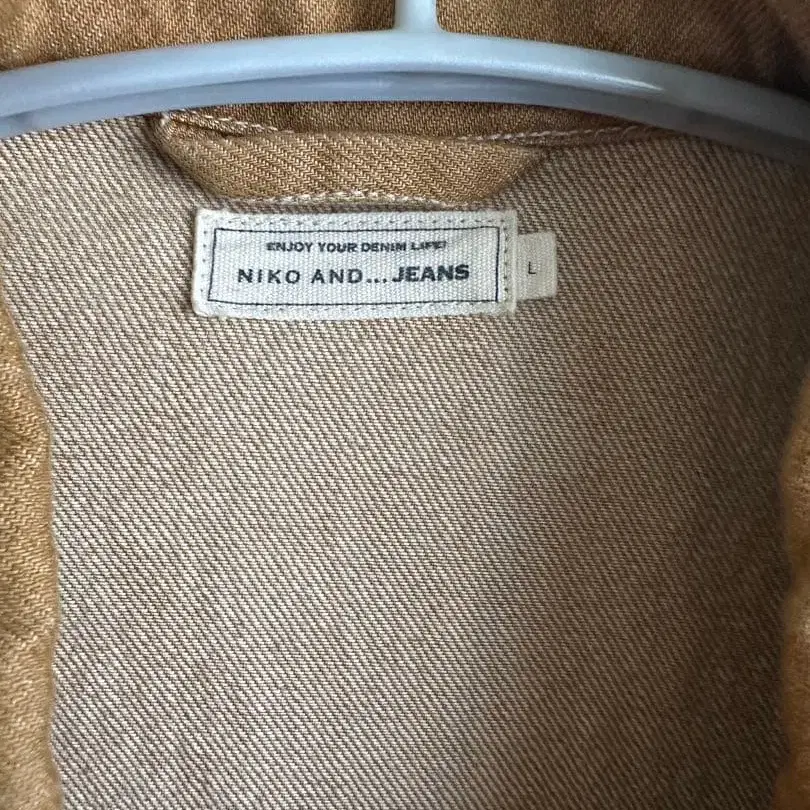 ENJOY YOUR DENIM LIFE!
NIKO AND...JEANS
L